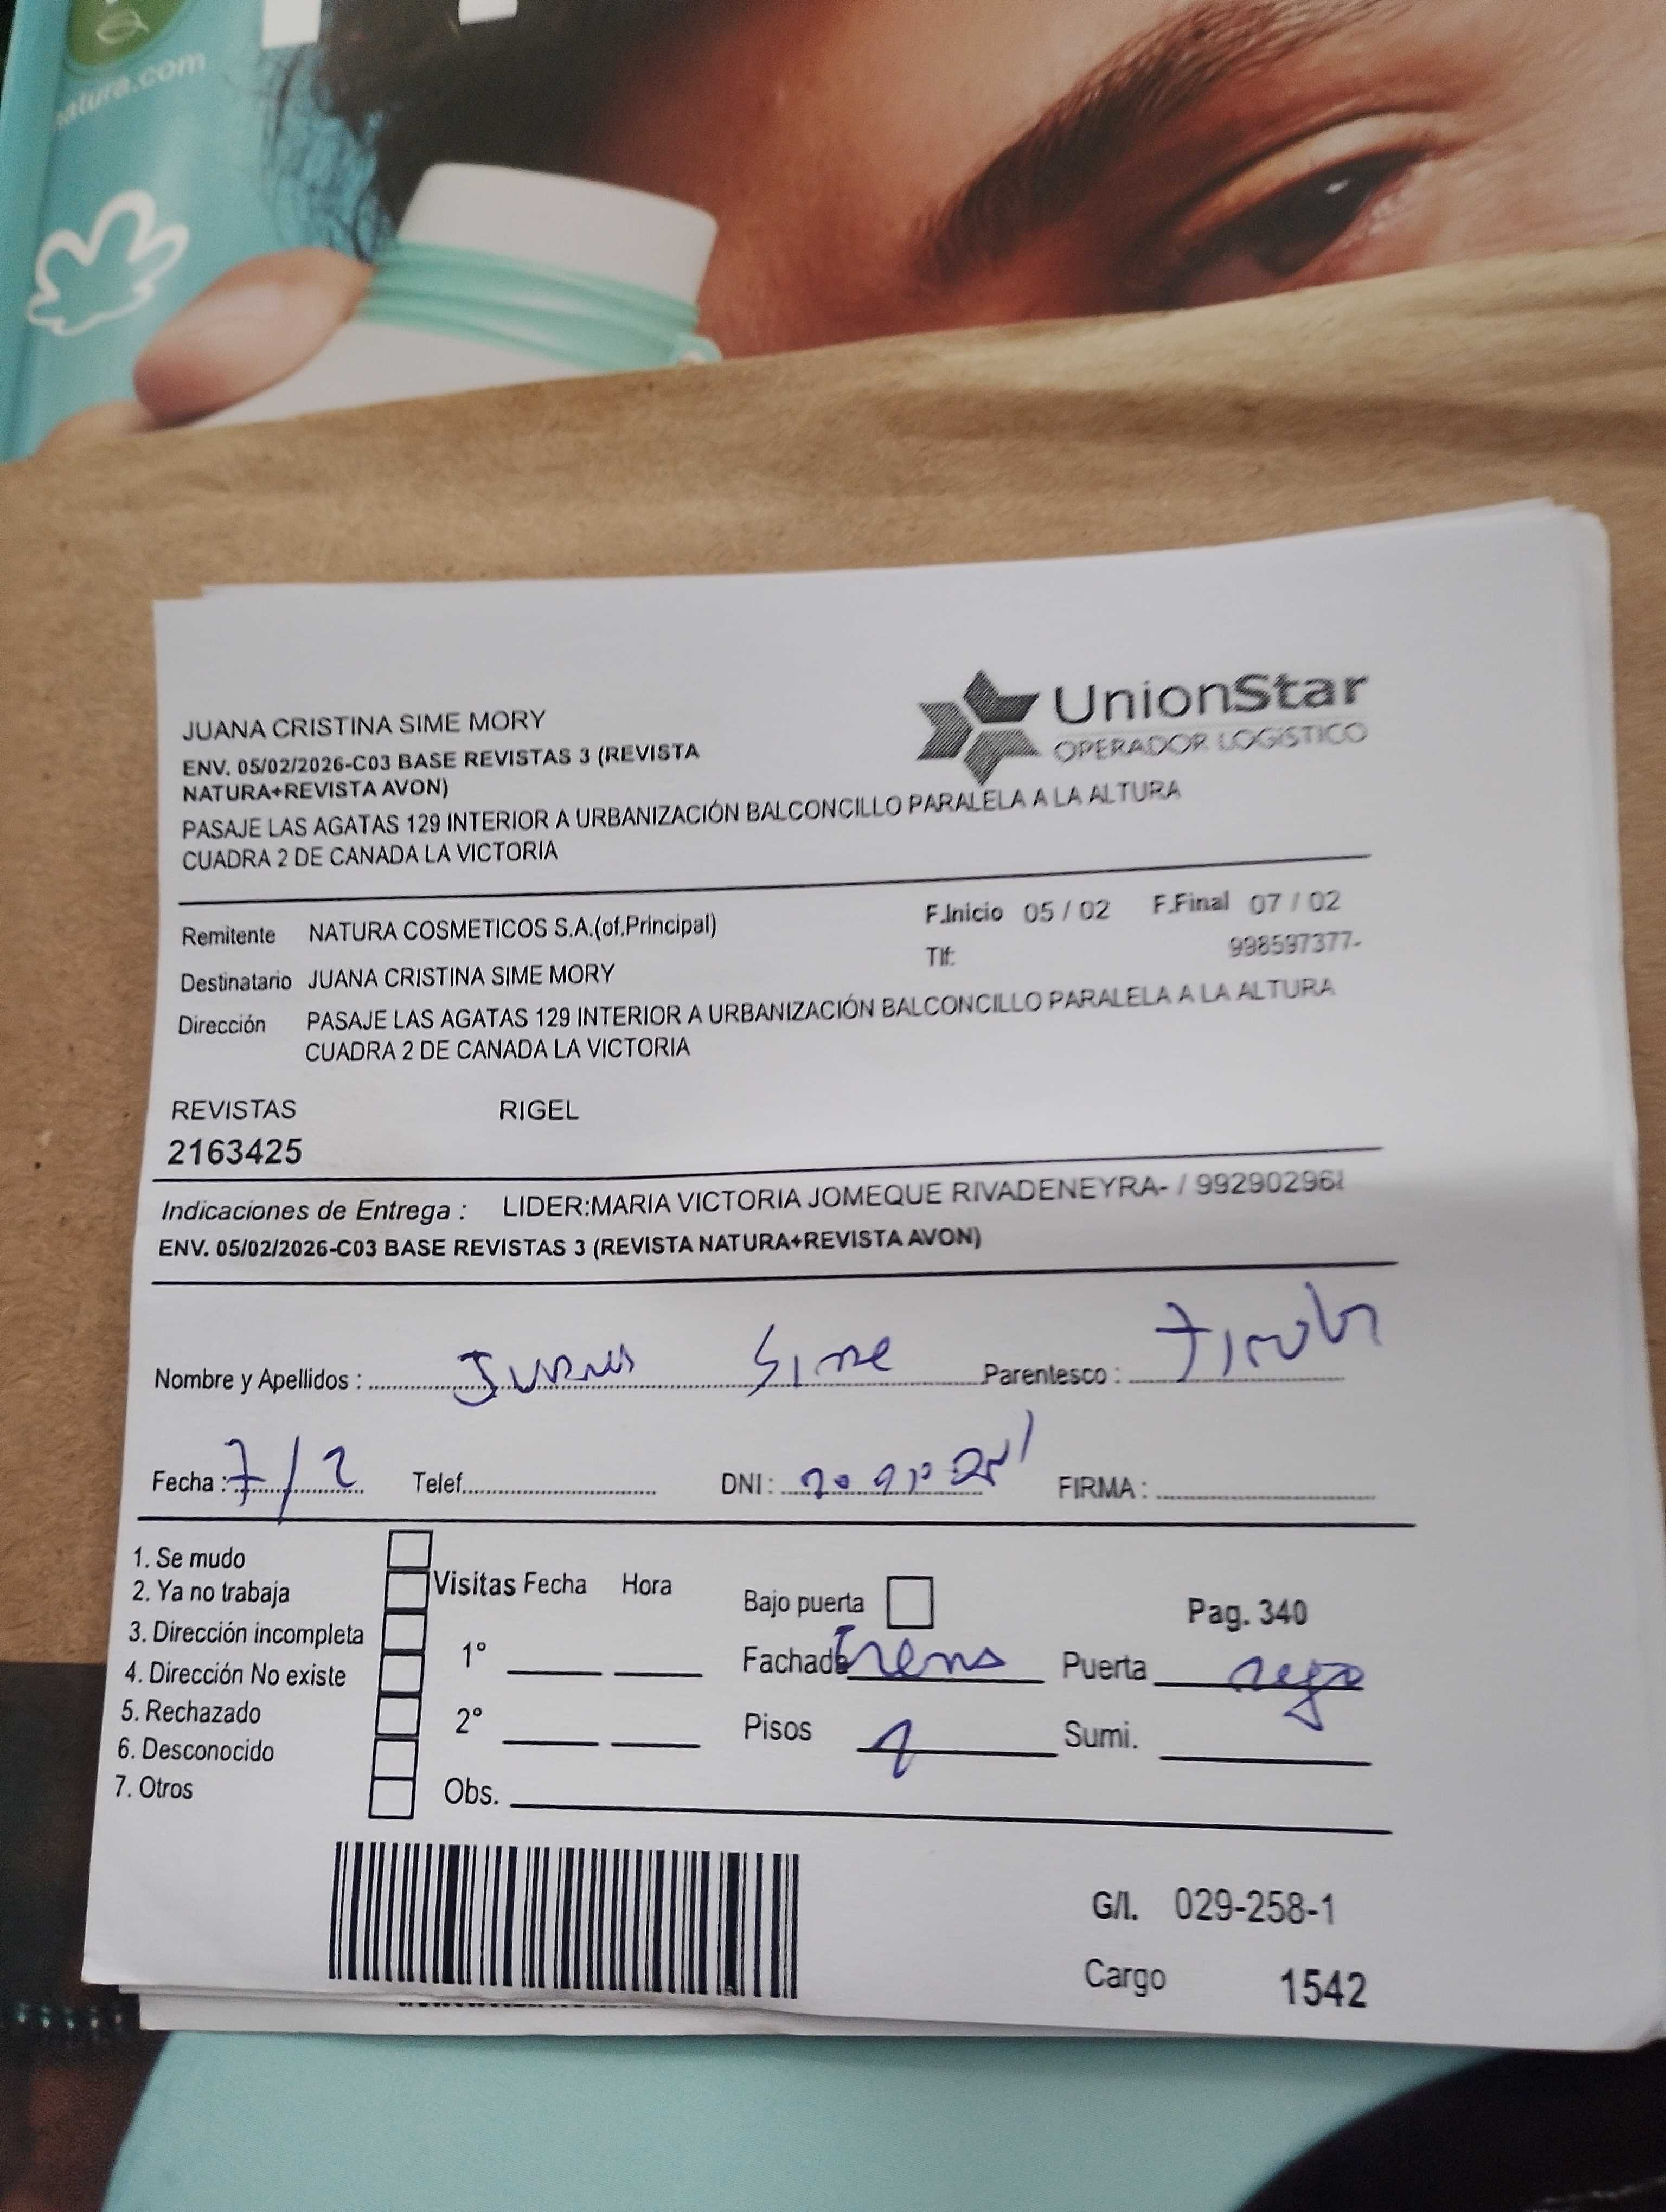 natura.com
UnionStar
OPERADOR LOGISTICO
JUANA CRISTINA SIME MORY
ENV. 05/02/2026-C03 BASE REVISTAS 3 (REVISTA
NATURA+REVISTA AVON)
PASAJE LAS AGATAS 129 INTERIOR A URBANIZACIÓN BALCONCILLO PARALELA A LA ALTURA
CUADRA 2 DE CANADA LA VICTORIA
Remitente NATURA COSMETICOS S.A.(of.Principal) F.Inicio 05 / 02 F.Final 07 / 02
Tlf: 998597377-
Destinatario JUANA CRISTINA SIME MORY
Dirección PASAJE LAS AGATAS 129 INTERIOR A URBANIZACIÓN BALCONCILLO PARALELA A LA ALTURA
CUADRA 2 DE CANADA LA VICTORIA
REVISTAS RIGEL
2163425
Indicaciones de Entrega : LIDER:MARIA VICTORIA JOMEQUE RIVADENEYRA- /
ENV. 05/02/2026-C03 BASE REVISTAS 3 (REVISTA NATURA+REVISTA AVON)
Nombre y Apellidos : Juana Sime Parentesco :
Fecha : 7/2 Telef. DNI : FIRMA :
1. Se mudo
2. Ya no trabaja
3. Dirección incompleta
4. Dirección No existe
5. Rechazado
6. Desconocido
7. Otros
Visitas Fecha Hora
1°
2°
Obs.
Bajo puerta Pag. 340
Fachada Puerta
Pisos Sumi.
G/I. 029-258-1
Cargo 1542